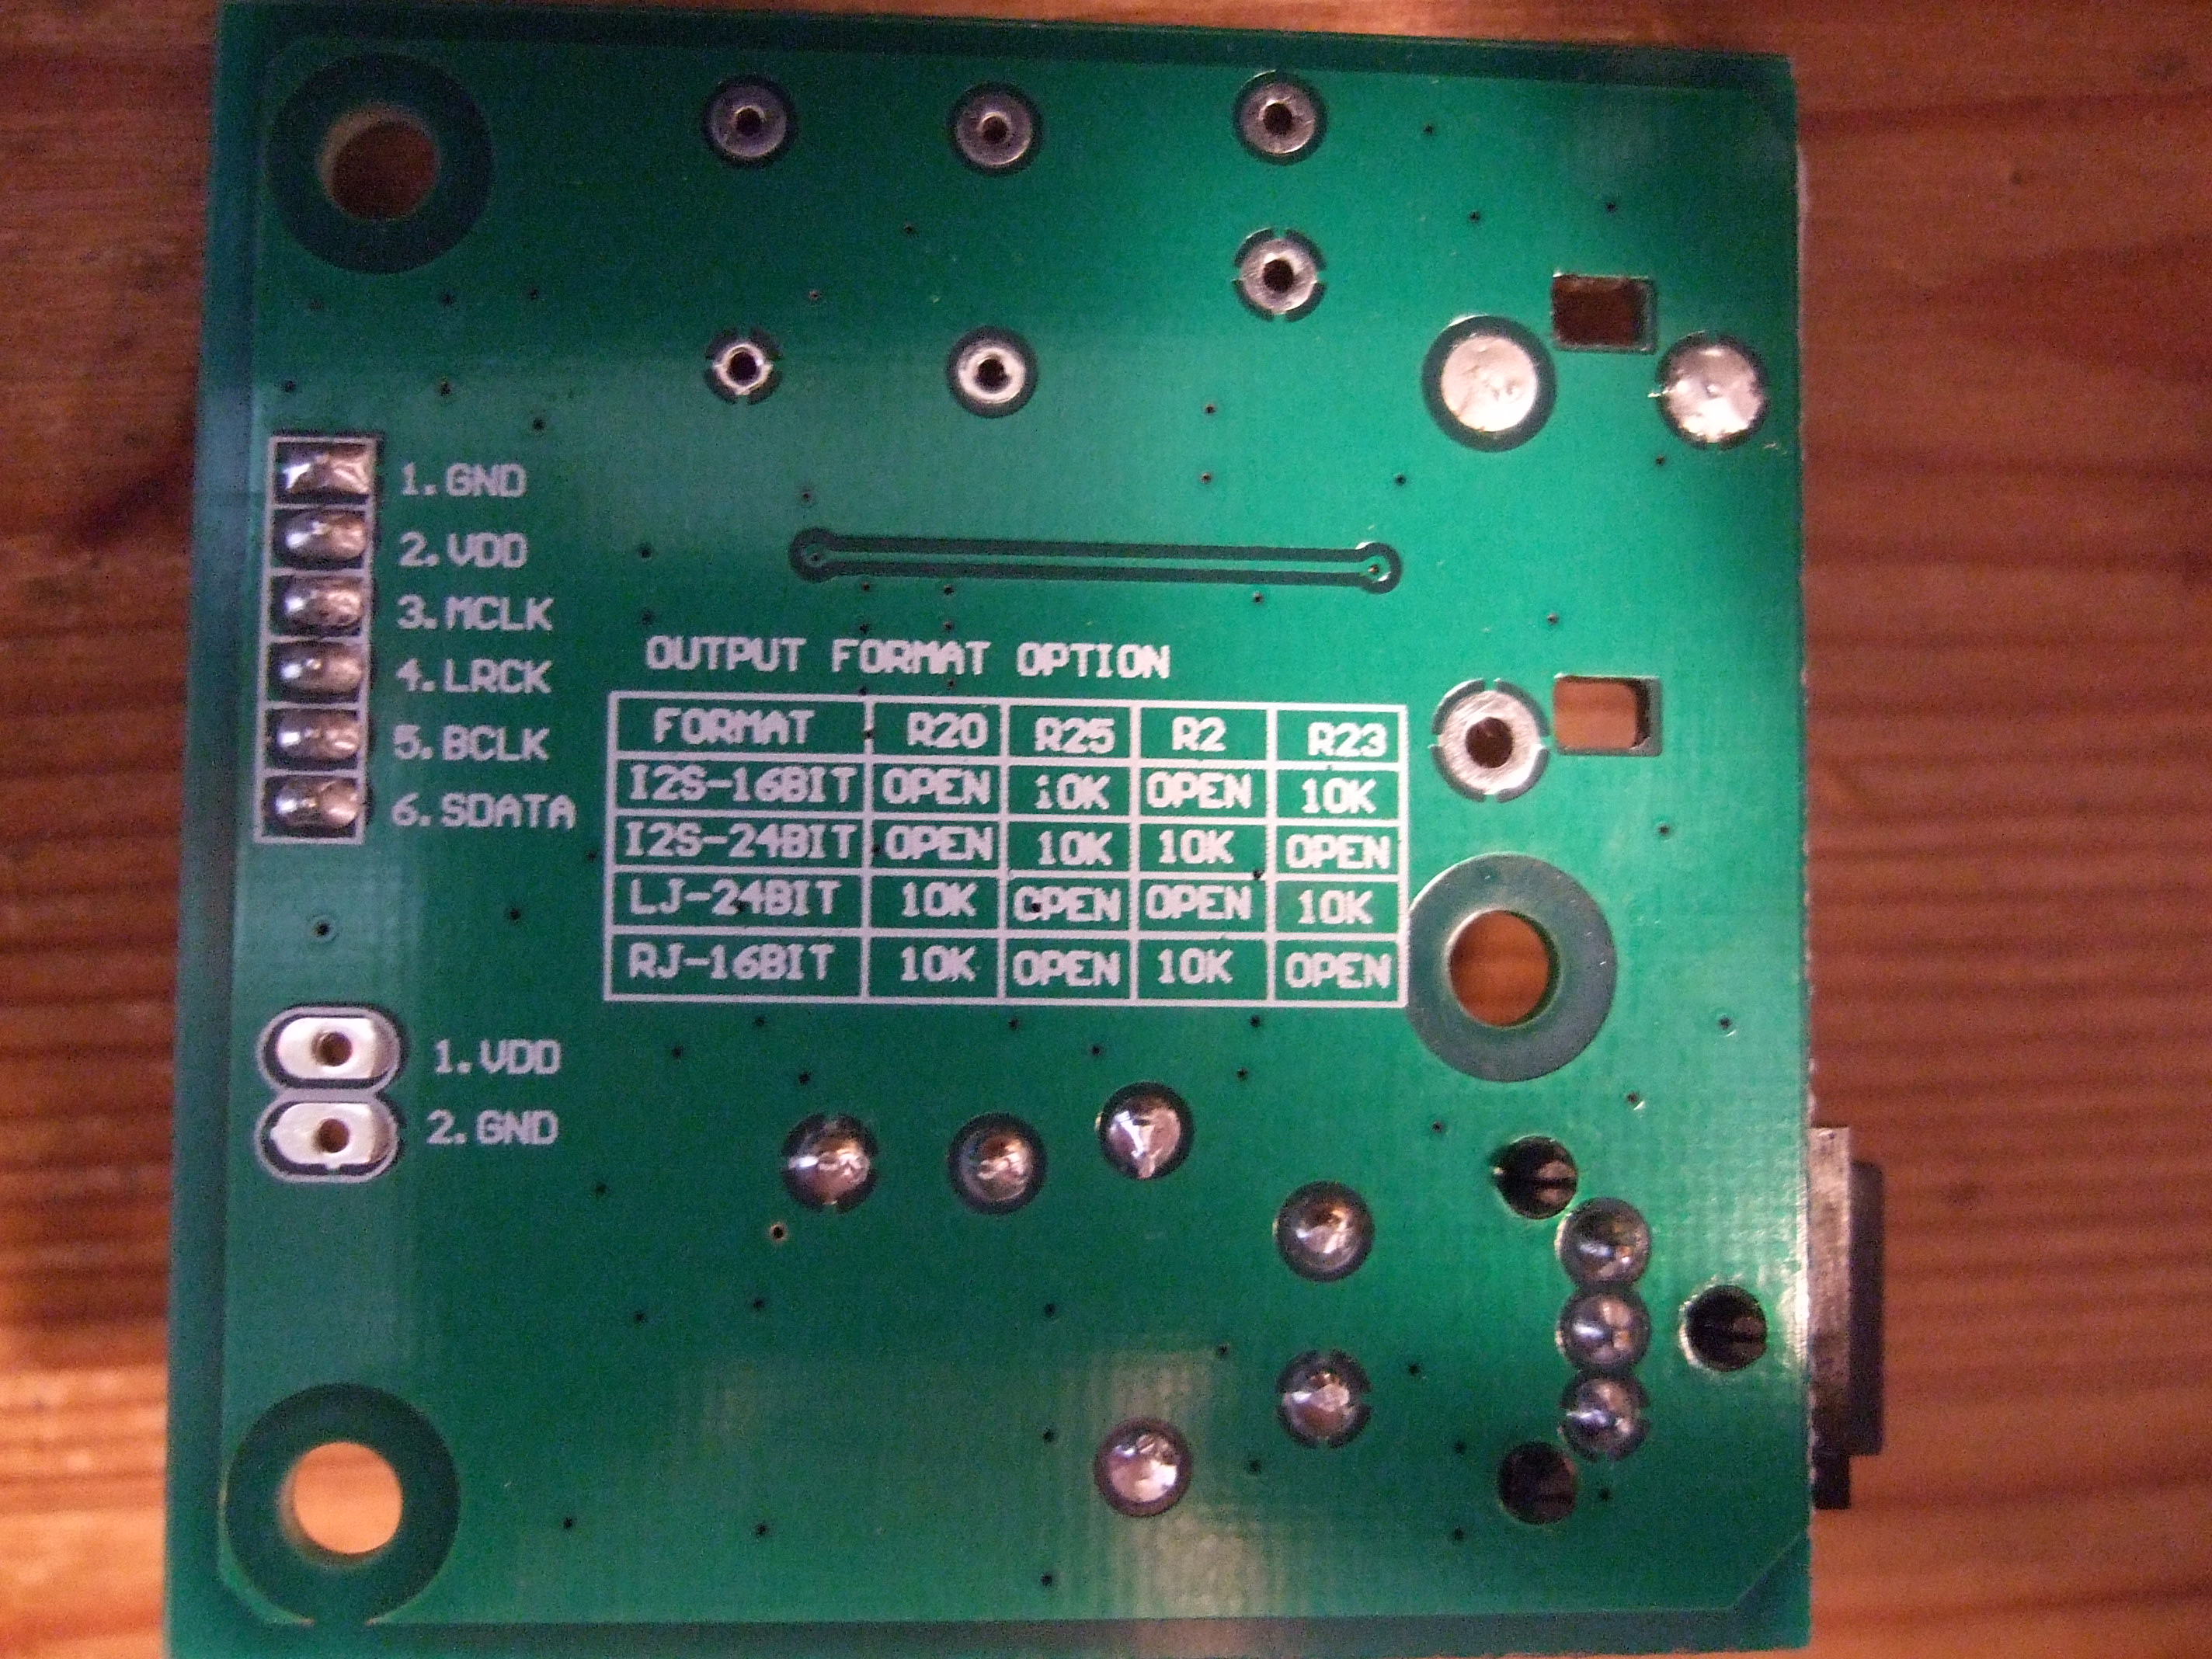 1.GND
2.VDD
3.MCLK
4.LRCK
5.BCLK
6.SDATA
OUTPUT FORMAT OPTION
FORMAT R20 R25 R2 R23
I2S-16BIT OPEN 10K OPEN 10K
I2S-24BIT OPEN 10K 10K OPEN
LJ-24BIT 10K OPEN OPEN 10K
RJ-16BIT 10K OPEN 10K OPEN
1.VDD
2.GND